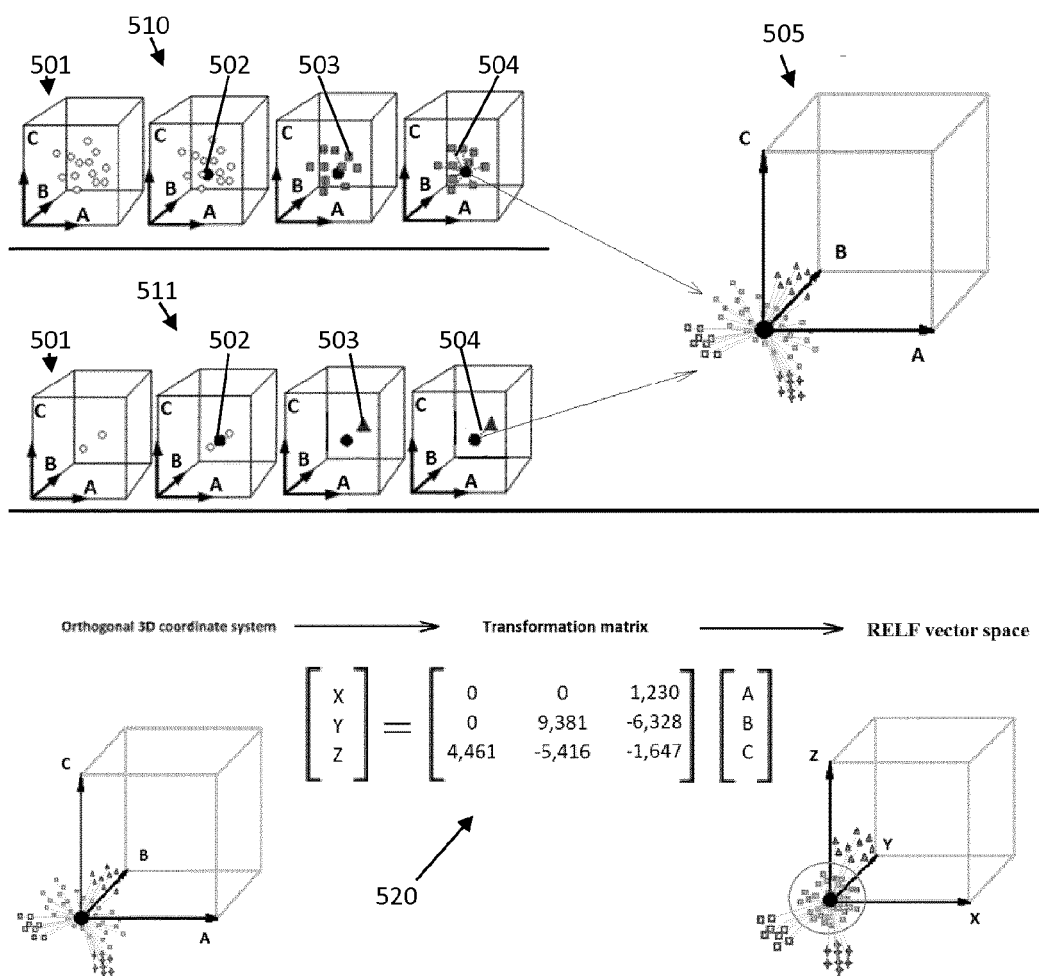 510
501
502
503
504
505
C
B
A
C
B
A
C
B
A
C
B
A
C
B
A
511
501
502
503
504
C
B
A
C
B
A
C
B
A
C
B
A
Orthogonal 3D coordinate system
Transformation matrix
RELF vector space
X
Y
Z
=
0 0 1,230
0 9,381 -6,328
4,461 -5,416 -1,647
A
B
C
C
B
A
520
Z
Y
X